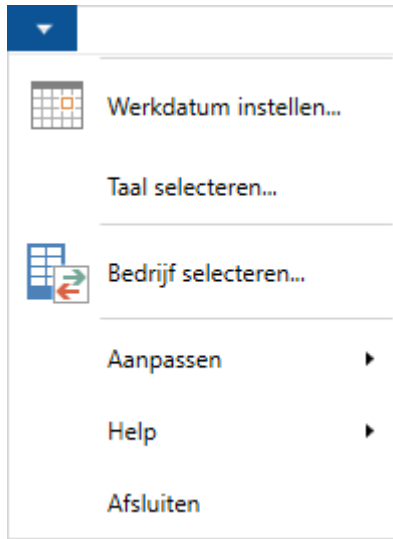 Werkdatum instellen...
Taal selecteren...
Bedrijf selecteren...
Aanpassen
Help
Afsluiten